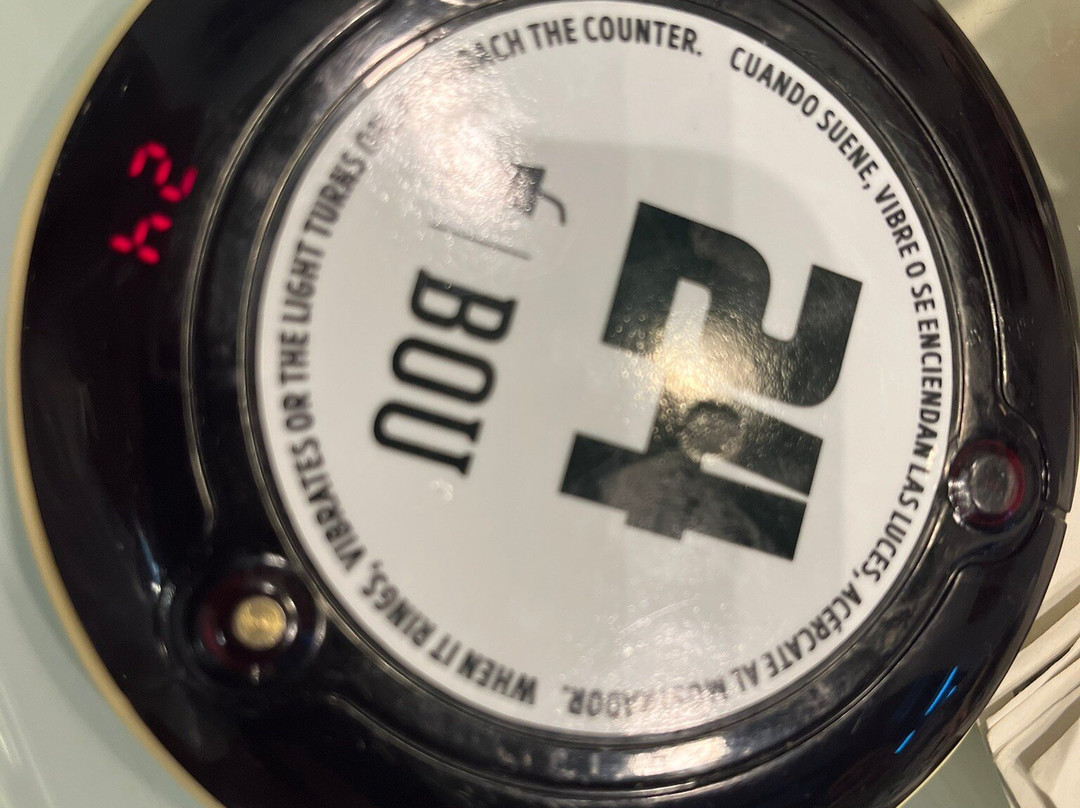 24
BOU
WHEN IT RINGS, VIBRATES OR THE LIGHT TURNS THE COUNTER.
CUANDO SUENE, VIBRE O SE ENCIENDAN LAS LUCES, ACÉRCATE AL MOSTRADOR.
24